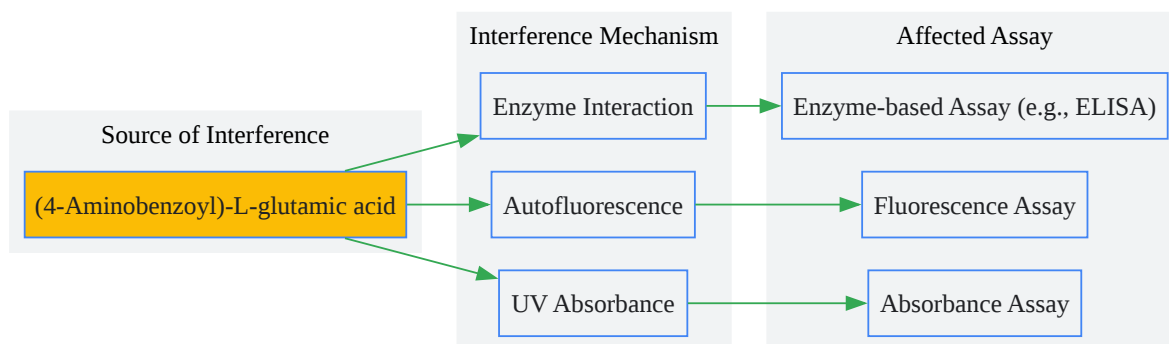 Interference Mechanism
Affected Assay
Enzyme Interaction
Enzyme-based Assay (e.g., ELISA)
Source of Interference
(4-Aminobenzoyl)-L-glutamic acid
Autofluorescence
Fluorescence Assay
UV Absorbance
Absorbance Assay